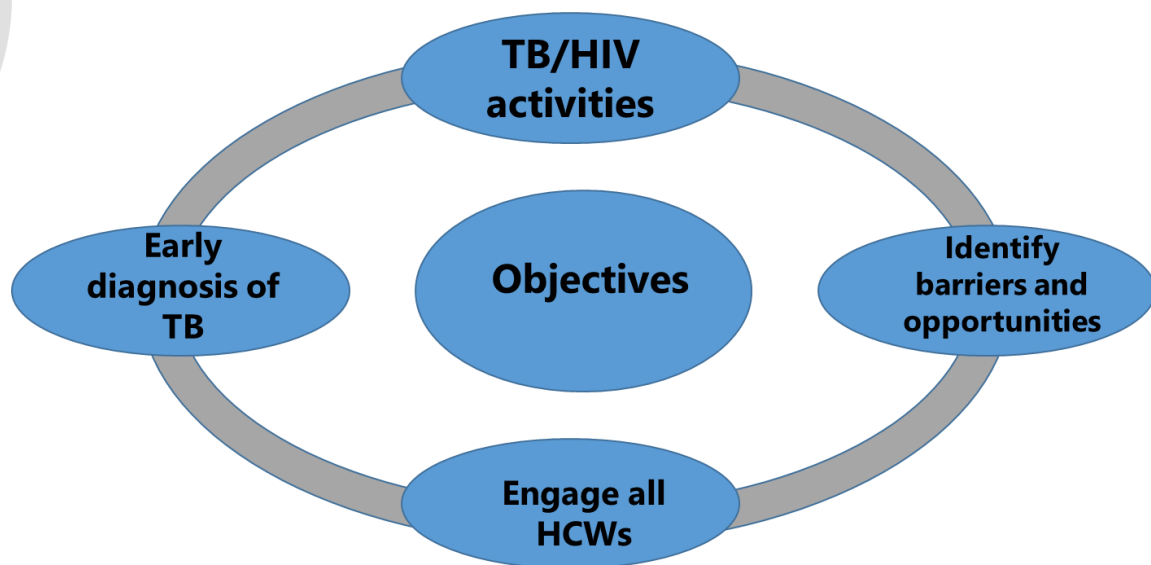 TB/HIV
activities
Early
diagnosis of
TB
Objectives
Identify
barriers and
opportunities
Engage all
HCWs